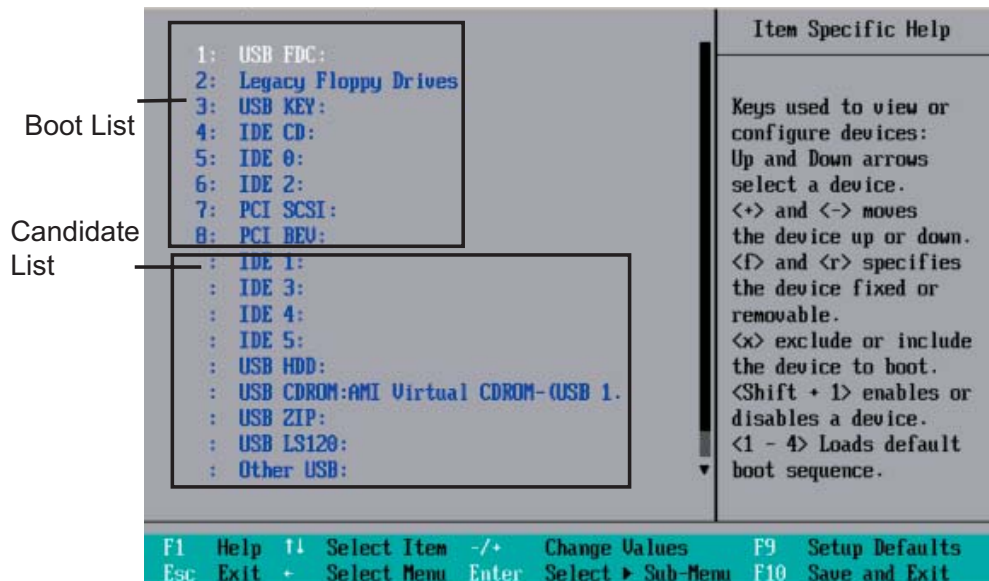 Boot List
Candidate
List
1: USB FDC:
2: Legacy Floppy Drives
3: USB KEY:
4: IDE CD:
5: IDE 0:
6: IDE 2:
7: PCI SCSI:
8: PCI BEV:
: IDE 1:
: IDE 3:
: IDE 4:
: IDE 5:
: USB HDD:
: USB CDROM:AMI Virtual CDROM-(USB 1.
: USB ZIP:
: USB LS120:
: Other USB:
Item Specific Help
Keys used to view or
configure devices:
Up and Down arrows
select a device.
<+> and <-> moves
the device up or down.
<f> and <r> specifies
the device fixed or
removable.
<x> exclude or include
the device to boot.
<Shift + 1> enables or
disables a device.
<1 - 4> Loads default
boot sequence.
F1 Help ↑↓ Select Item -/+ Change Values F9 Setup Defaults
Esc Exit ← Select Menu Enter Select ▶ Sub-Menu F10 Save and Exit